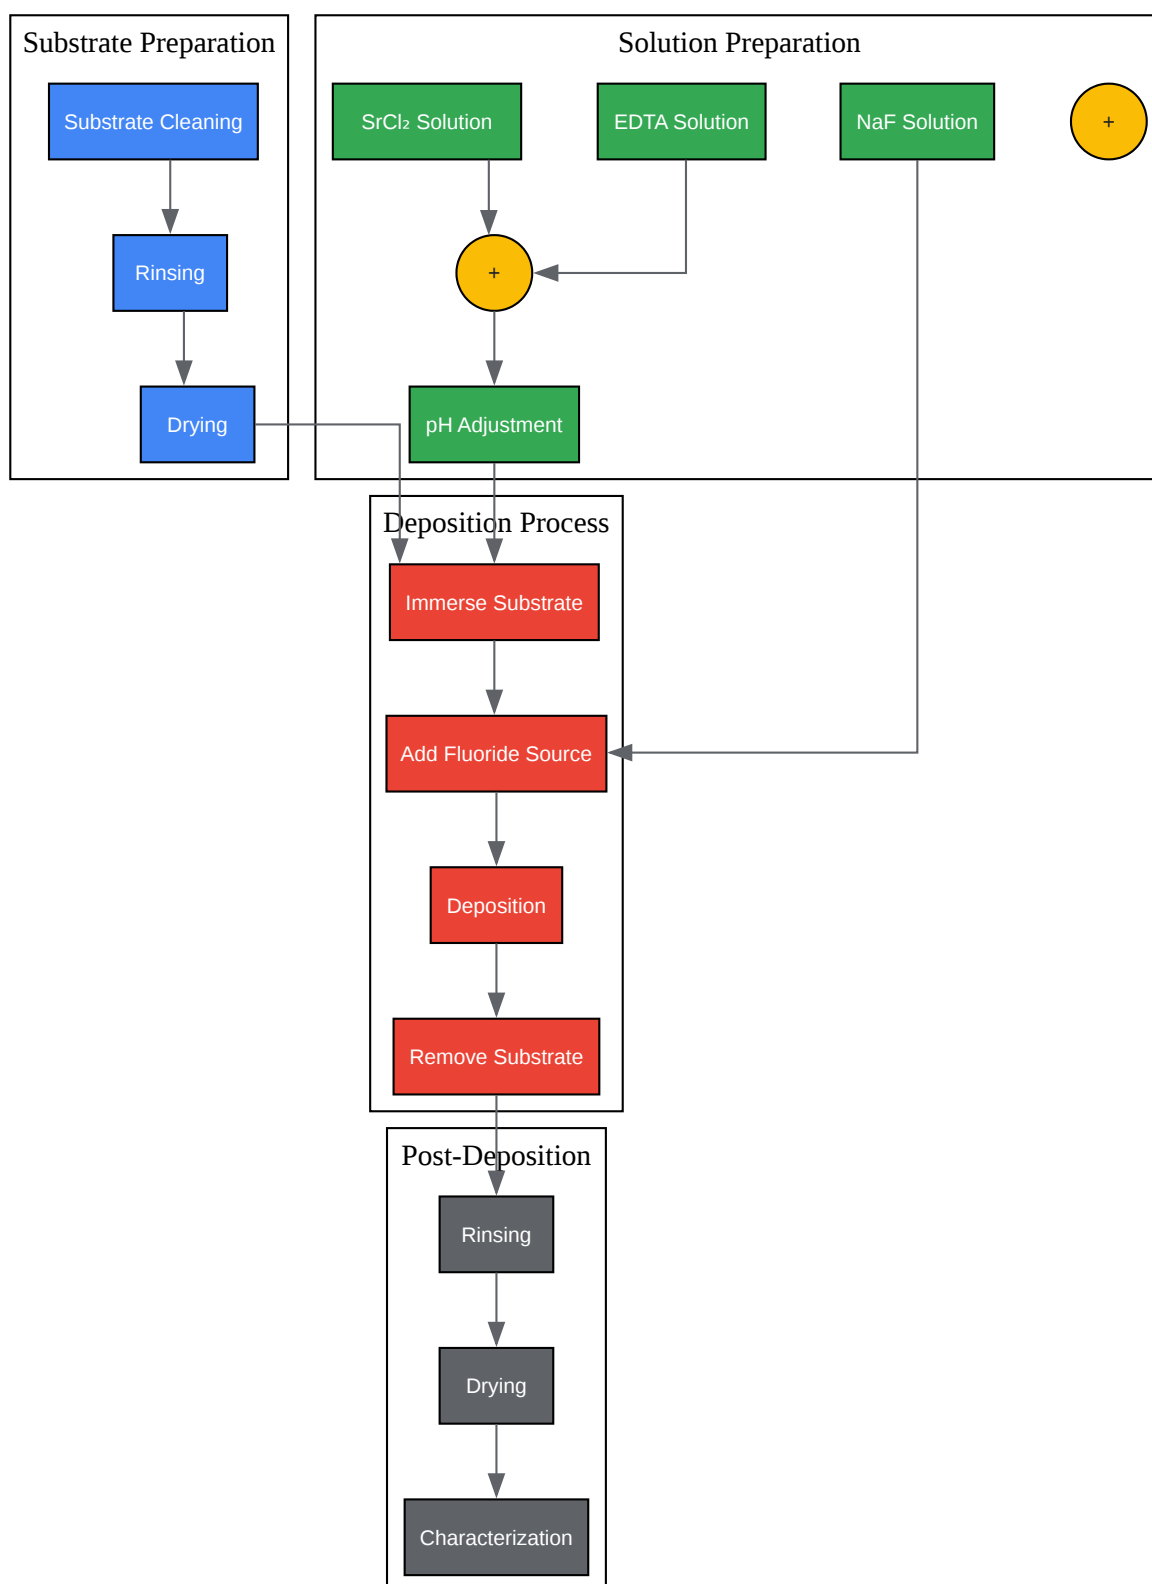 Substrate Preparation
Substrate Cleaning
Rinsing
Drying
Solution Preparation
SrCl₂ Solution
EDTA Solution
NaF Solution
+
+
pH Adjustment
Deposition Process
Immerse Substrate
Add Fluoride Source
Deposition
Remove Substrate
Post-Deposition
Rinsing
Drying
Characterization